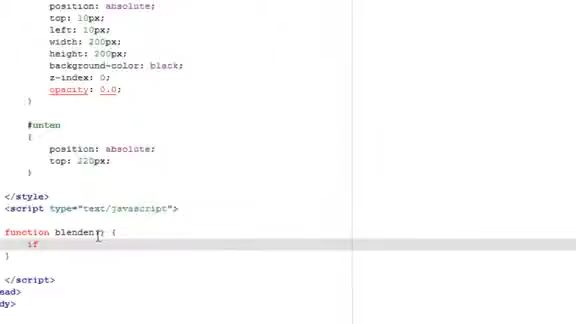 position: absolute;
top: 10px;
left: 10px;
width: 200px;
height: 200px;
background-color: black;
z-index: 0;
opacity: 0.0;
}
#unten
{
position: absolute;
top: 220px;
}
</style>
<script type="text/javascript">
function blenden() {
if
}
</script>
ead>
dy>